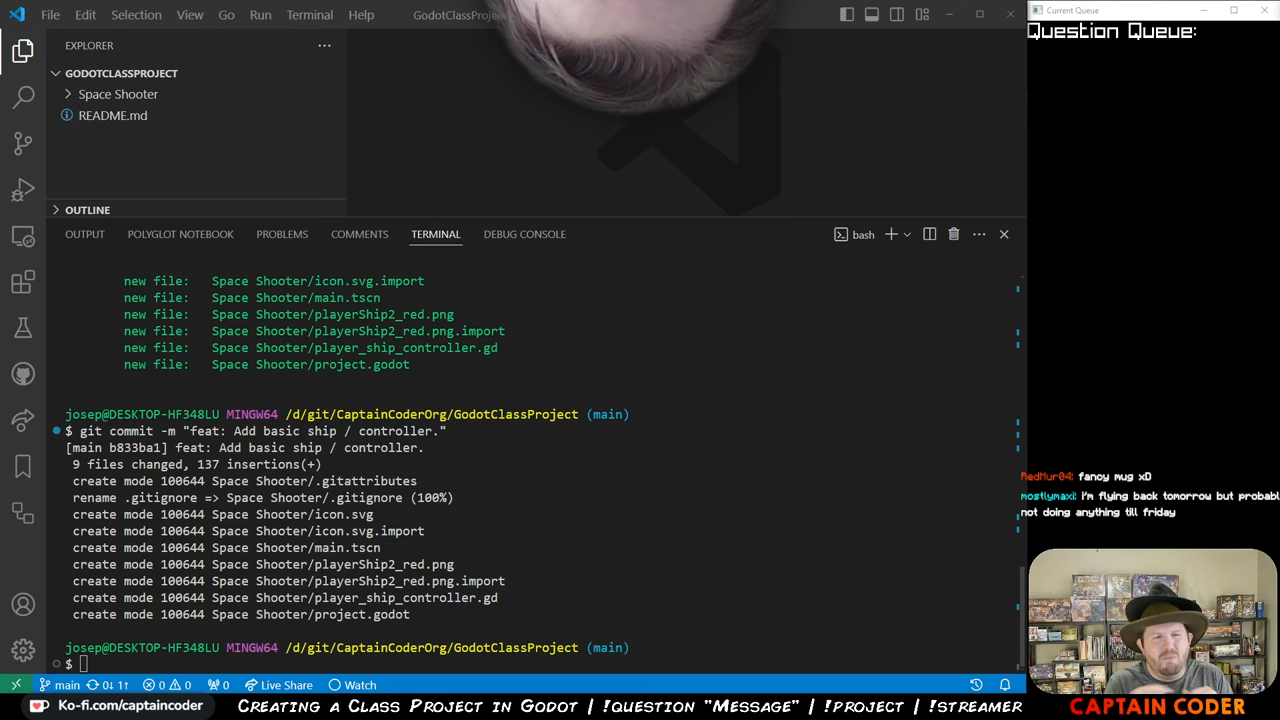 File Edit Selection View Go Run Terminal Help GodotClassProj
Current Queue
Question Queue:
EXPLORER
GODOTCLASSPROJECT
Space Shooter
README.md
OUTLINE
OUTPUT POLYGLOT NOTEBOOK PROBLEMS COMMENTS TERMINAL DEBUG CONSOLE
bash
new file: Space Shooter/icon.svg.import
new file: Space Shooter/main.tscn
new file: Space Shooter/playerShip2_red.png
new file: Space Shooter/playerShip2_red.png.import
new file: Space Shooter/player_ship_controller.gd
new file: Space Shooter/project.godot
josep@DESKTOP-HF348LU MINGW64 /d/git/CaptainCoderOrg/GodotClassProject (main)
$ git commit -m "feat: Add basic ship / controller."
[main b833ba1] feat: Add basic ship / controller.
9 files changed, 137 insertions(+)
create mode 100644 Space Shooter/.gitattributes
rename .gitignore => Space Shooter/.gitignore (100%)
create mode 100644 Space Shooter/icon.svg
create mode 100644 Space Shooter/icon.svg.import
create mode 100644 Space Shooter/main.tscn
create mode 100644 Space Shooter/playerShip2_red.png
create mode 100644 Space Shooter/playerShip2_red.png.import
create mode 100644 Space Shooter/player_ship_controller.gd
create mode 100644 Space Shooter/project.godot
josep@DESKTOP-HF348LU MINGW64 /d/git/CaptainCoderOrg/GodotClassProject (main)
$
RedMur04: fancy mug xD
mostlymaxi: i'm flying back tomorrow but probabl
not doing anything till friday
main 0↓ 1↑ 0 0 0 Live Share Watch
Ko-fi.com/captaincoder
Creating a Class Project in Godot | !question "Message" | !project | !streamer
CAPTAIN CODER